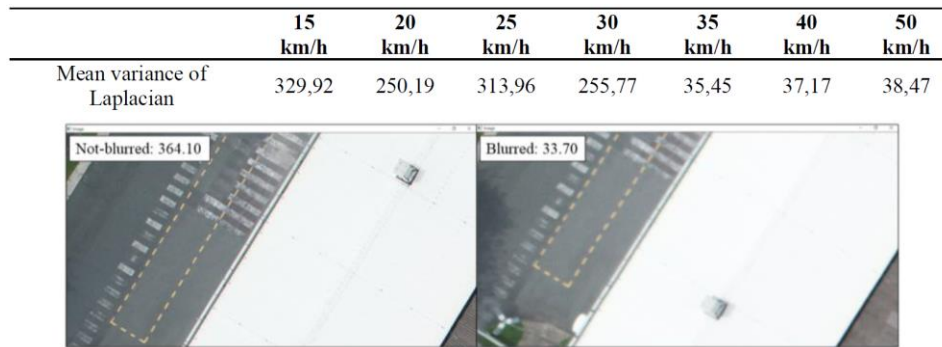 15 km/h 20 km/h 25 km/h 30 km/h 35 km/h 40 km/h 50 km/h
Mean variance of Laplacian 329,92 250,19 313,96 255,77 35,45 37,17 38,47
Not-blurred: 364.10
Blurred: 33.70